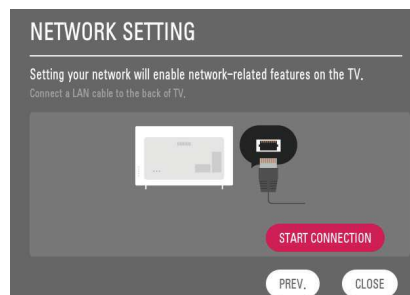 NETWORK SETTING
Setting your network will enable network-related features on the TV.
Connect a LAN cable to the back of TV.
START CONNECTION
PREV.
CLOSE